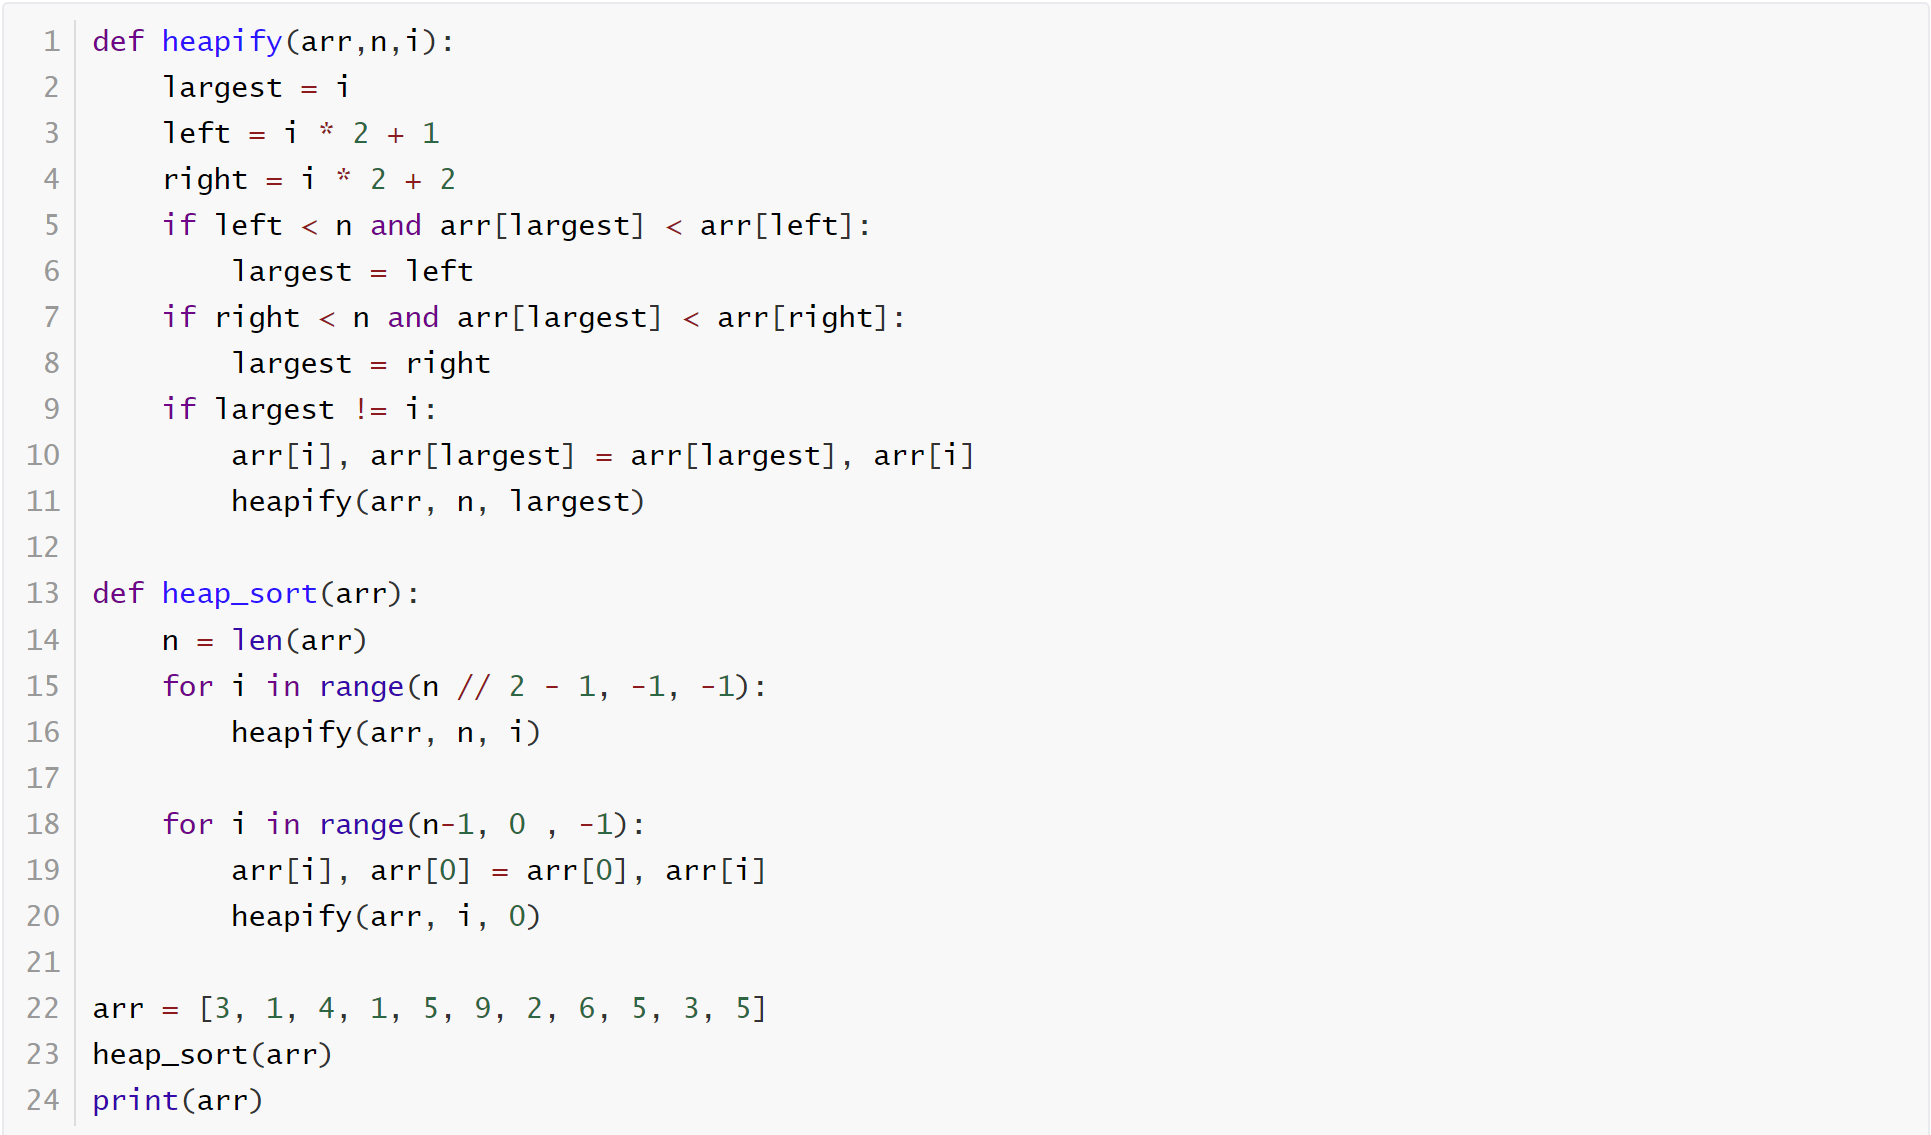 1 def heapify(arr,n,i):
2     largest = i
3     left = i * 2 + 1
4     right = i * 2 + 2
5     if left < n and arr[largest] < arr[left]:
6         largest = left
7     if right < n and arr[largest] < arr[right]:
8         largest = right
9     if largest != i:
10         arr[i], arr[largest] = arr[largest], arr[i]
11         heapify(arr, n, largest)
12
13 def heap_sort(arr):
14     n = len(arr)
15     for i in range(n // 2 - 1, -1, -1):
16         heapify(arr, n, i)
17
18     for i in range(n-1, 0 , -1):
19         arr[i], arr[0] = arr[0], arr[i]
20         heapify(arr, i, 0)
21
22 arr = [3, 1, 4, 1, 5, 9, 2, 6, 5, 3, 5]
23 heap_sort(arr)
24 print(arr)